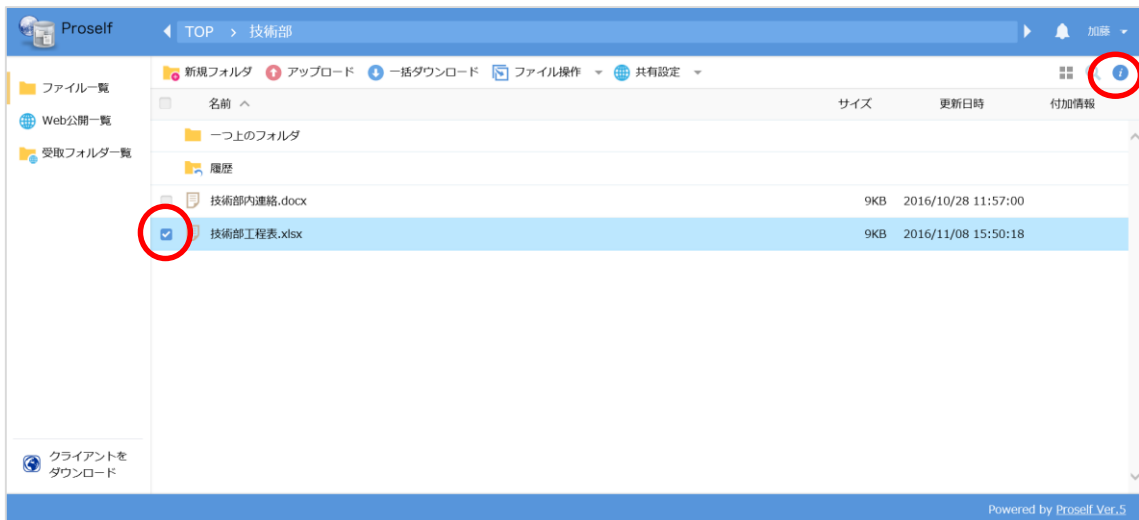 Proself
TOP > 技術部
加藤
ファイル一覧
Web公開一覧
受取フォルダ一覧
新規フォルダ アップロード 一括ダウンロード ファイル操作 共有設定
名前 サイズ 更新日時 付加情報
一つ上のフォルダ
履歴
技術部内連絡.docx 9KB 2016/10/28 11:57:00
技術部工程表.xlsx 9KB 2016/11/08 15:50:18
クライアントを
ダウンロード
Powered by Proself Ver.5